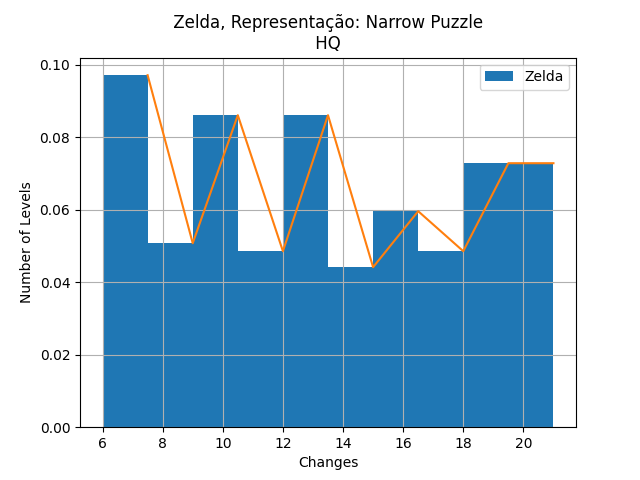 Zelda, Representação: Narrow Puzzle
HQ
Zelda
Number of Levels
0.10
0.08
0.06
0.04
0.02
0.00
6 8 10 12 14 16 18 20
Changes